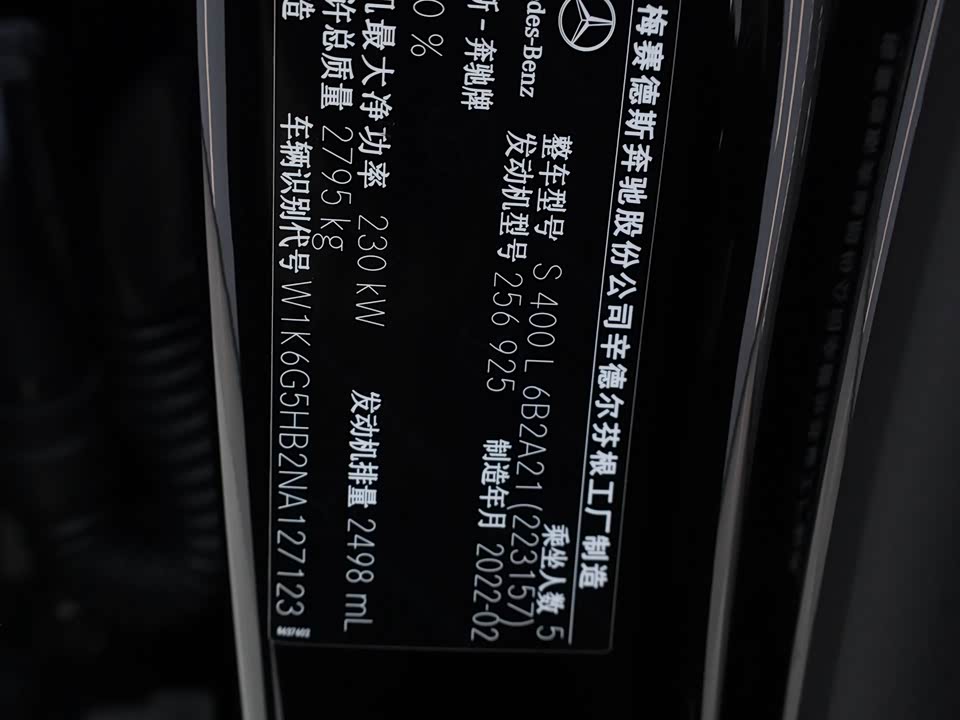 梅赛德斯奔驰股份公司辛德尔芬根工厂制造
des-Benz
整车型号 S 400 L 6B2A21(223157)
乘坐人数 5
斯-奔驰牌
发动机型号 256 925
制造年月 2022-02
0 %
机最大净功率 230 kW
发动机排量 2498 mL
许总质量 2795 kg
造
车辆识别代号 W1K6G5HB2NA127123